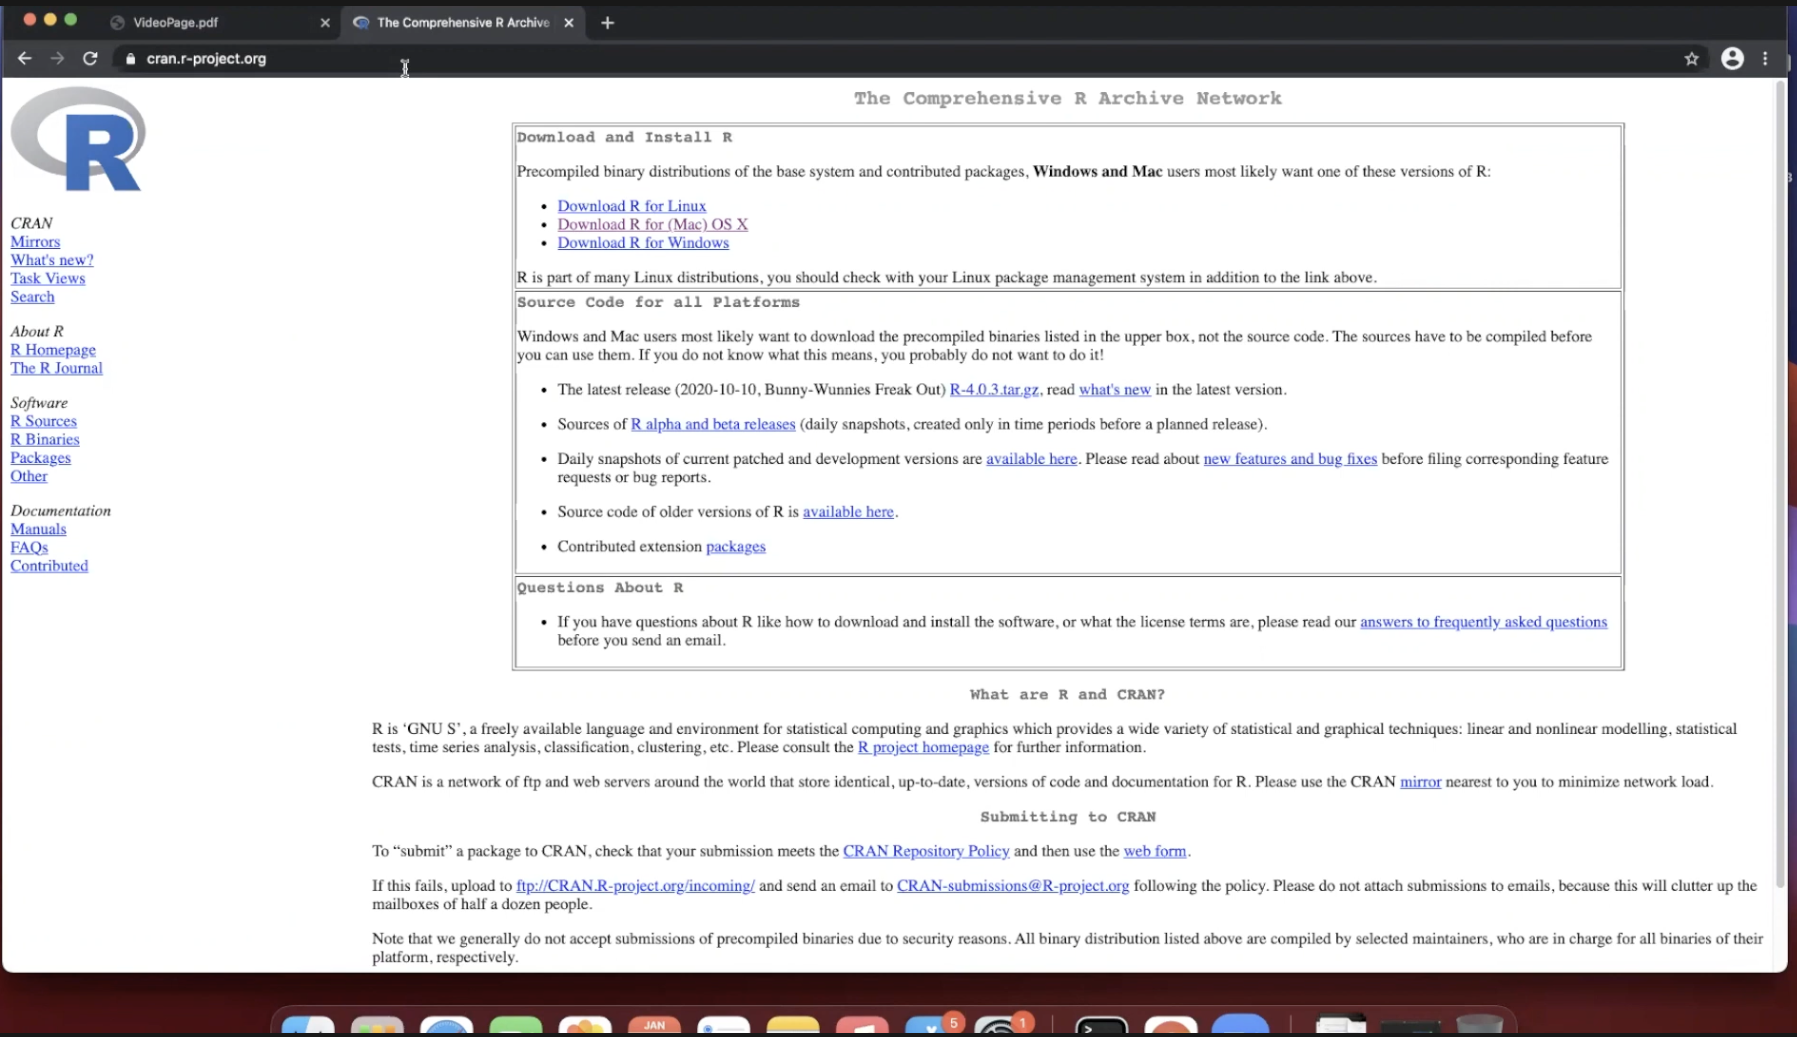 VideoPage.pdf
The Comprehensive R Archive
cran.r-project.org
R
CRAN
Mirrors
What's new?
Task Views
Search
About R
R Homepage
The R Journal
Software
R Sources
R Binaries
Packages
Other
Documentation
Manuals
FAQs
Contributed
The Comprehensive R Archive Network
Download and Install R
Precompiled binary distributions of the base system and contributed packages, Windows and Mac users most likely want one of these versions of R:
• Download R for Linux
• Download R for (Mac) OS X
• Download R for Windows
R is part of many Linux distributions, you should check with your Linux package management system in addition to the link above.
Source Code for all Platforms
Windows and Mac users most likely want to download the precompiled binaries listed in the upper box, not the source code. The sources have to be compiled before
you can use them. If you do not know what this means, you probably do not want to do it!
• The latest release (2020-10-10, Bunny-Wunnies Freak Out) R-4.0.3.tar.gz, read what's new in the latest version.
• Sources of R alpha and beta releases (daily snapshots, created only in time periods before a planned release).
• Daily snapshots of current patched and development versions are available here. Please read about new features and bug fixes before filing corresponding feature
requests or bug reports.
• Source code of older versions of R is available here.
• Contributed extension packages
Questions About R
• If you have questions about R like how to download and install the software, or what the license terms are, please read our answers to frequently asked questions
before you send an email.
What are R and CRAN?
R is ‘GNU S’, a freely available language and environment for statistical computing and graphics which provides a wide variety of statistical and graphical techniques: linear and nonlinear modelling, statistical
tests, time series analysis, classification, clustering, etc. Please consult the R project homepage for further information.
CRAN is a network of ftp and web servers around the world that store identical, up-to-date, versions of code and documentation for R. Please use the CRAN mirror nearest to you to minimize network load.
Submitting to CRAN
To “submit” a package to CRAN, check that your submission meets the CRAN Repository Policy and then use the web form.
If this fails, upload to ftp://CRAN.R-project.org/incoming/ and send an email to CRAN-submissions@R-project.org following the policy. Please do not attach submissions to emails, because this will clutter up the
mailboxes of half a dozen people.
Note that we generally do not accept submissions of precompiled binaries due to security reasons. All binary distribution listed above are compiled by selected maintainers, who are in charge for all binaries of their
platform, respectively.
JAN
5
1